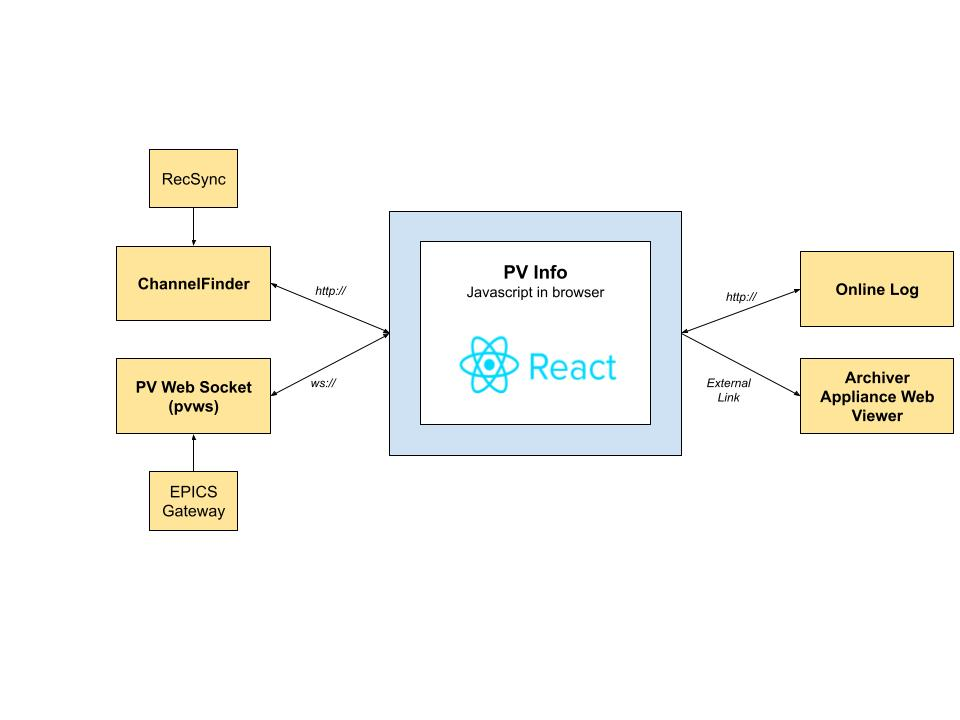 RecSync
ChannelFinder
http://
PV Web Socket
(pvws)
ws://
EPICS
Gateway
PV Info
Javascript in browser
React
http://
Online Log
External
Link
Archiver
Appliance Web
Viewer